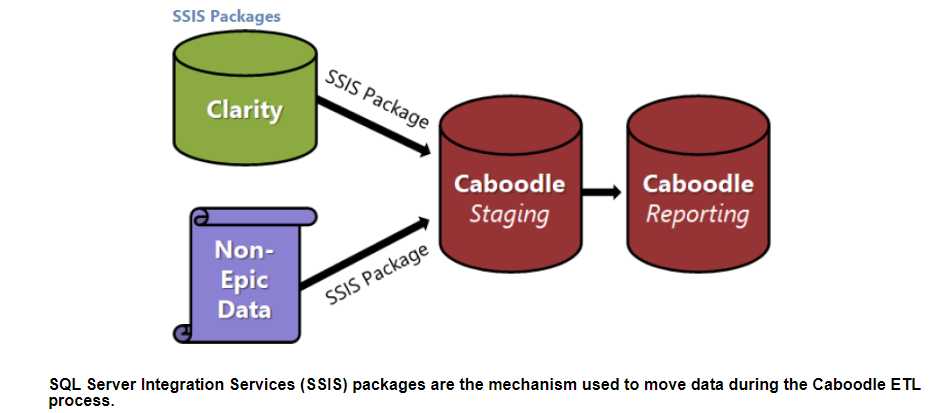 SSIS Packages
Clarity
SSIS Package
Non-
Epic
Data
SSIS Package
Caboodle
Staging
Caboodle
Reporting
SQL Server Integration Services (SSIS) packages are the mechanism used to move data during the Caboodle ETL
process.